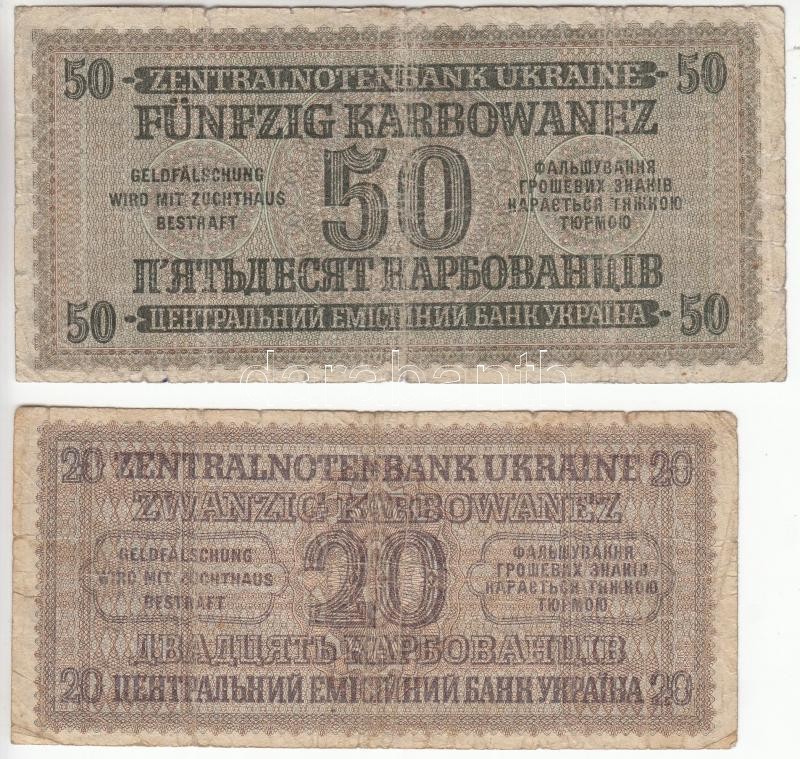 50 ZENTRALNOTENBANK UKRAINE 50
FÜNFZIG KARBOWANEZ
GELDFÄLSCHUNG
WIRD MIT ZUCHTHAUS
BESTRAFT
50
ФАЛЬШУВАННЯ
ГРОШЕВИХ ЗНАКІВ
КАРАЄТЬСЯ ТЯЖКОЮ
ТЮРМОЮ
П'ЯТЬДЕСЯТ КАРБОВАНЦІВ
50 ЦЕНТРАЛЬНИЙ ЕМІСІЙНИЙ БАНК УКРАЇНА 50
darabanth
20 ZENTRALNOTENBANK UKRAINE 20
ZWANZIG KARBOWANEZ
GELDFÄLSCHUNG
WIRD MIT ZUCHTHAUS
BESTRAFT
20
ФАЛЬШУВАННЯ
ГРОШЕВИХ ЗНАКІВ
КАРАЄТЬСЯ ТЯЖКОЮ
ТЮРМОЮ
ДВАДЦЯТЬ КАРБОВАНЦІВ
20 ЦЕНТРАЛЬНИЙ ЕМІСІЙНИЙ БАНК УКРАЇНА 20